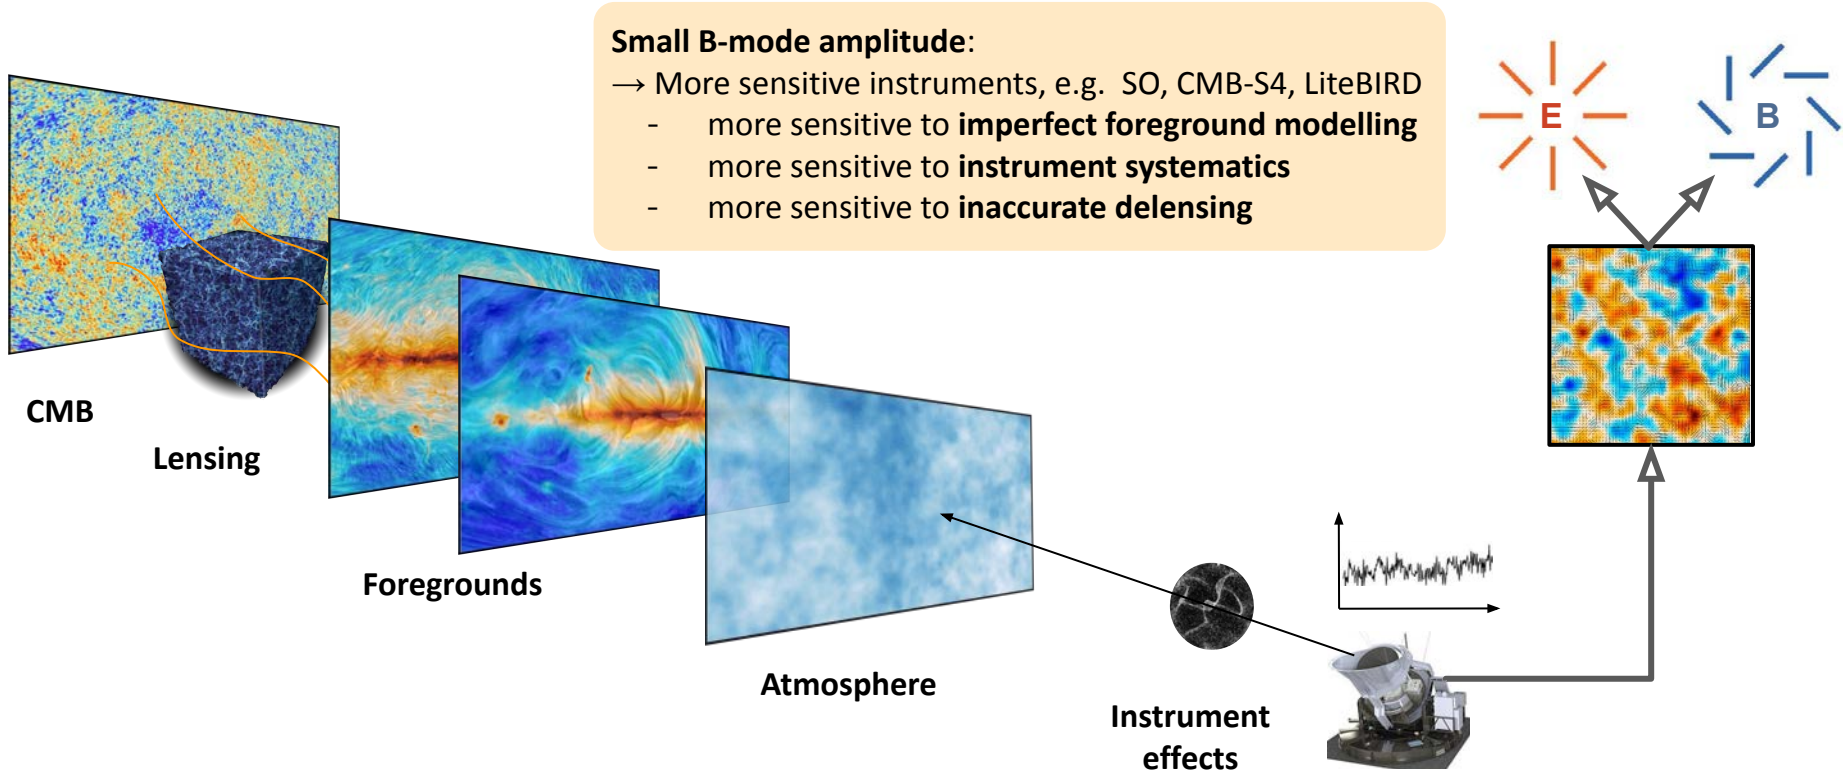 Small B-mode amplitude:
→ More sensitive instruments, e.g.  SO, CMB-S4, LiteBIRD
- more sensitive to imperfect foreground modelling
- more sensitive to instrument systematics
- more sensitive to inaccurate delensing
E
B
CMB
Lensing
Foregrounds
Atmosphere
Instrument
effects